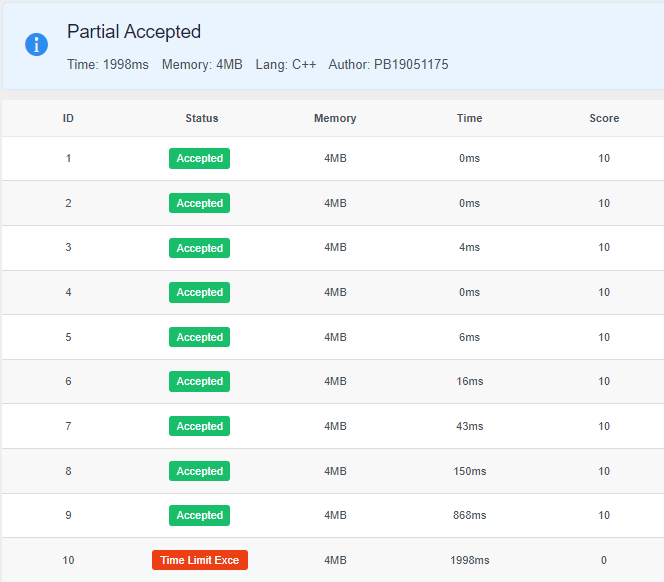 Partial Accepted
Time: 1998ms Memory: 4MB Lang: C++ Author: PB19051175
ID Status Memory Time Score
1 Accepted 4MB 0ms 10
2 Accepted 4MB 0ms 10
3 Accepted 4MB 4ms 10
4 Accepted 4MB 0ms 10
5 Accepted 4MB 6ms 10
6 Accepted 4MB 16ms 10
7 Accepted 4MB 43ms 10
8 Accepted 4MB 150ms 10
9 Accepted 4MB 868ms 10
10 Time Limit Exce 4MB 1998ms 0